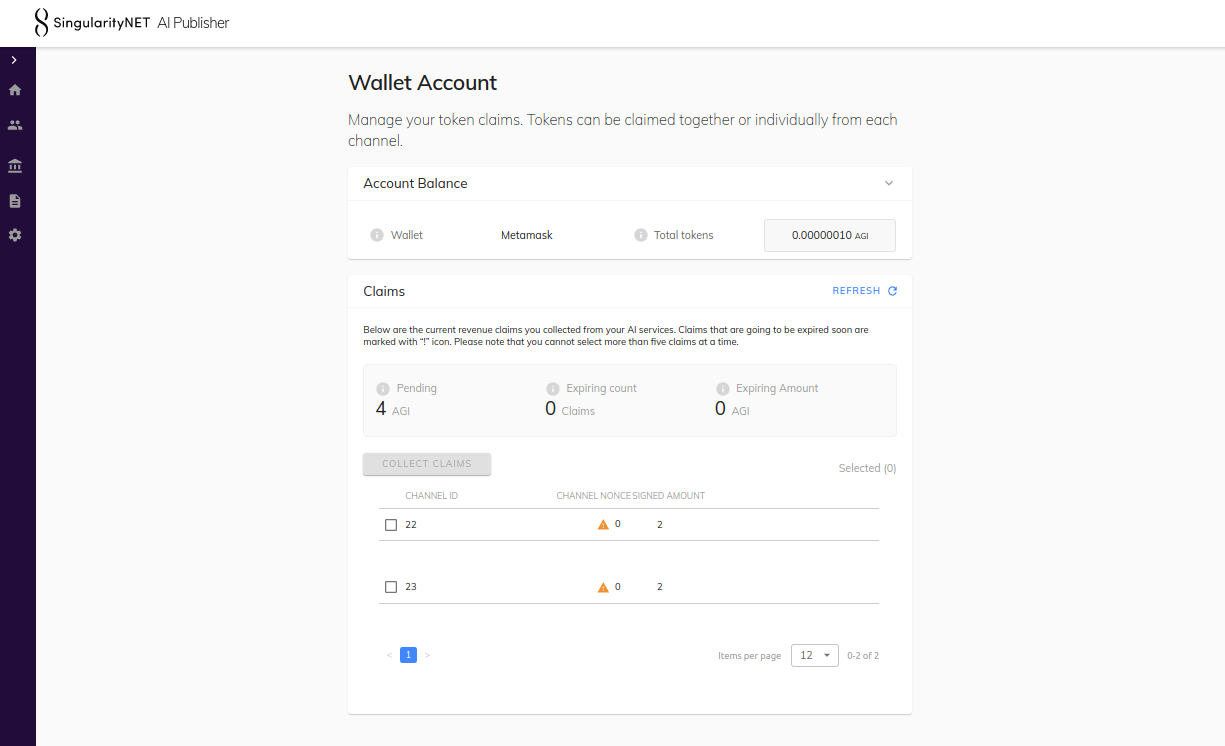 SingularityNET AI Publisher
Wallet Account
Manage your token claims. Tokens can be claimed together or individually from each
channel.
Account Balance
Wallet Metamask Total tokens 0.00000010 AGI
Claims REFRESH
Below are the current revenue claims you collected from your AI services. Claims that are going to be expired soon are
marked with “!” icon. Please note that you cannot select more than five claims at a time.
Pending Expiring count Expiring Amount
4 AGI 0 Claims 0 AGI
COLLECT CLAIMS Selected (0)
CHANNEL ID CHANNEL NONCE SIGNED AMOUNT
22 0 2
23 0 2
< 1 > Items per page 12 0-2 of 2